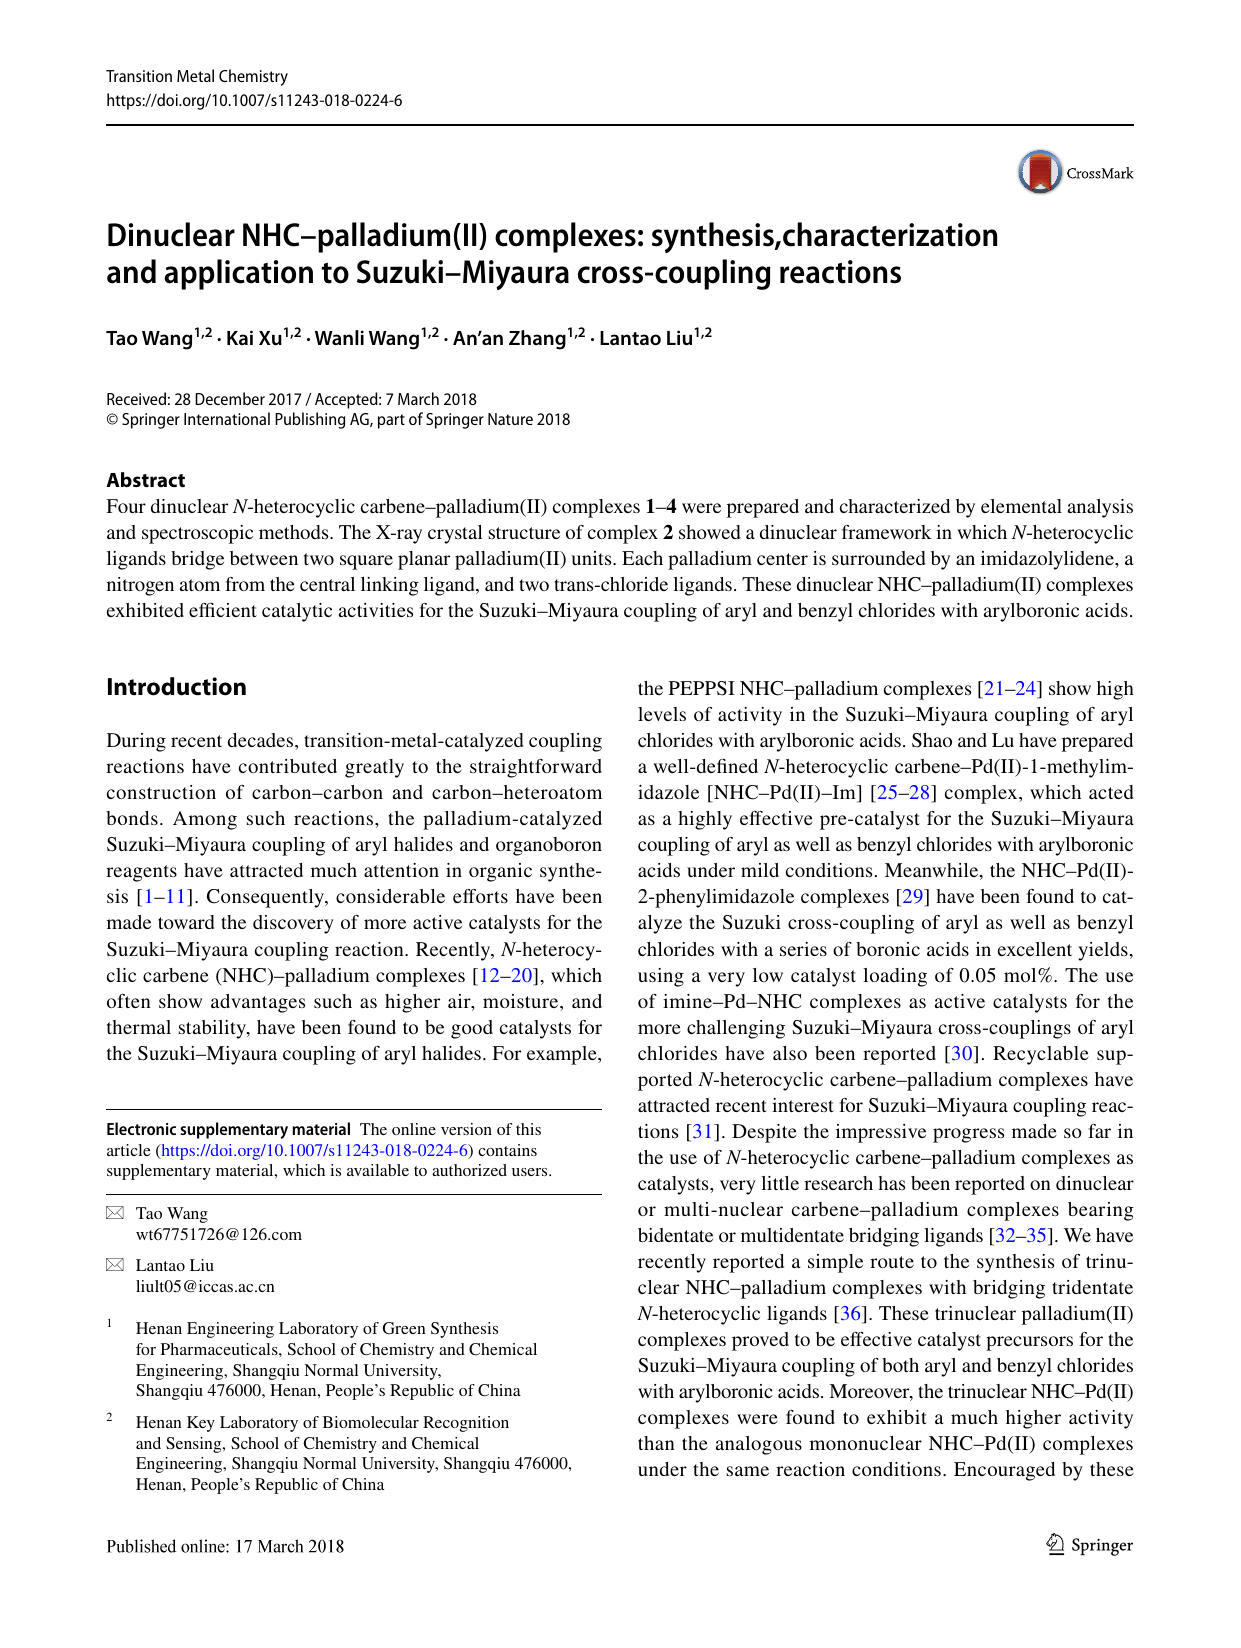 Transition Metal Chemistry
https://doi.org/10.1007/s11243-018-0224-6
CrossMark
Dinuclear NHC–palladium(II) complexes: synthesis,characterization
and application to Suzuki–Miyaura cross-coupling reactions
Tao Wang1,2 · Kai Xu1,2 · Wanli Wang1,2 · An’an Zhang1,2 · Lantao Liu1,2
Received: 28 December 2017 / Accepted: 7 March 2018
© Springer International Publishing AG, part of Springer Nature 2018
Abstract
Four dinuclear N-heterocyclic carbene–palladium(II) complexes 1–4 were prepared and characterized by elemental analysis
and spectroscopic methods. The X-ray crystal structure of complex 2 showed a dinuclear framework in which N-heterocyclic
ligands bridge between two square planar palladium(II) units. Each palladium center is surrounded by an imidazolylidene, a
nitrogen atom from the central linking ligand, and two trans-chloride ligands. These dinuclear NHC–palladium(II) complexes
exhibited efficient catalytic activities for the Suzuki–Miyaura coupling of aryl and benzyl chlorides with arylboronic acids.
Introduction
During recent decades, transition-metal-catalyzed coupling
reactions have contributed greatly to the straightforward
construction of carbon–carbon and carbon–heteroatom
bonds. Among such reactions, the palladium-catalyzed
Suzuki–Miyaura coupling of aryl halides and organoboron
reagents have attracted much attention in organic synthe-
sis [1–11]. Consequently, considerable efforts have been
made toward the discovery of more active catalysts for the
Suzuki–Miyaura coupling reaction. Recently, N-heterocy-
clic carbene (NHC)–palladium complexes [12–20], which
often show advantages such as higher air, moisture, and
thermal stability, have been found to be good catalysts for
the Suzuki–Miyaura coupling of aryl halides. For example,
Electronic supplementary material The online version of this
article (https://doi.org/10.1007/s11243-018-0224-6) contains
supplementary material, which is available to authorized users.
Tao Wang
wt67751726@126.com
Lantao Liu
liult05@iccas.ac.cn
1 Henan Engineering Laboratory of Green Synthesis
for Pharmaceuticals, School of Chemistry and Chemical
Engineering, Shangqiu Normal University,
Shangqiu 476000, Henan, People’s Republic of China
2 Henan Key Laboratory of Biomolecular Recognition
and Sensing, School of Chemistry and Chemical
Engineering, Shangqiu Normal University, Shangqiu 476000,
Henan, People’s Republic of China
the PEPPSI NHC–palladium complexes [21–24] show high
levels of activity in the Suzuki–Miyaura coupling of aryl
chlorides with arylboronic acids. Shao and Lu have prepared
a well-defined N-heterocyclic carbene–Pd(II)-1-methylim-
idazole [NHC–Pd(II)–Im] [25–28] complex, which acted
as a highly effective pre-catalyst for the Suzuki–Miyaura
coupling of aryl as well as benzyl chlorides with arylboronic
acids under mild conditions. Meanwhile, the NHC–Pd(II)-
2-phenylimidazole complexes [29] have been found to cat-
alyze the Suzuki cross-coupling of aryl as well as benzyl
chlorides with a series of boronic acids in excellent yields,
using a very low catalyst loading of 0.05 mol%. The use
of imine–Pd–NHC complexes as active catalysts for the
more challenging Suzuki–Miyaura cross-couplings of aryl
chlorides have also been reported [30]. Recyclable sup-
ported N-heterocyclic carbene–palladium complexes have
attracted recent interest for Suzuki–Miyaura coupling reac-
tions [31]. Despite the impressive progress made so far in
the use of N-heterocyclic carbene–palladium complexes as
catalysts, very little research has been reported on dinuclear
or multi-nuclear carbene–palladium complexes bearing
bidentate or multidentate bridging ligands [32–35]. We have
recently reported a simple route to the synthesis of trinu-
clear NHC–palladium complexes with bridging tridentate
N-heterocyclic ligands [36]. These trinuclear palladium(II)
complexes proved to be effective catalyst precursors for the
Suzuki–Miyaura coupling of both aryl and benzyl chlorides
with arylboronic acids. Moreover, the trinuclear NHC–Pd(II)
complexes were found to exhibit a much higher activity
than the analogous mononuclear NHC–Pd(II) complexes
under the same reaction conditions. Encouraged by these
Published online: 17 March 2018
Springer